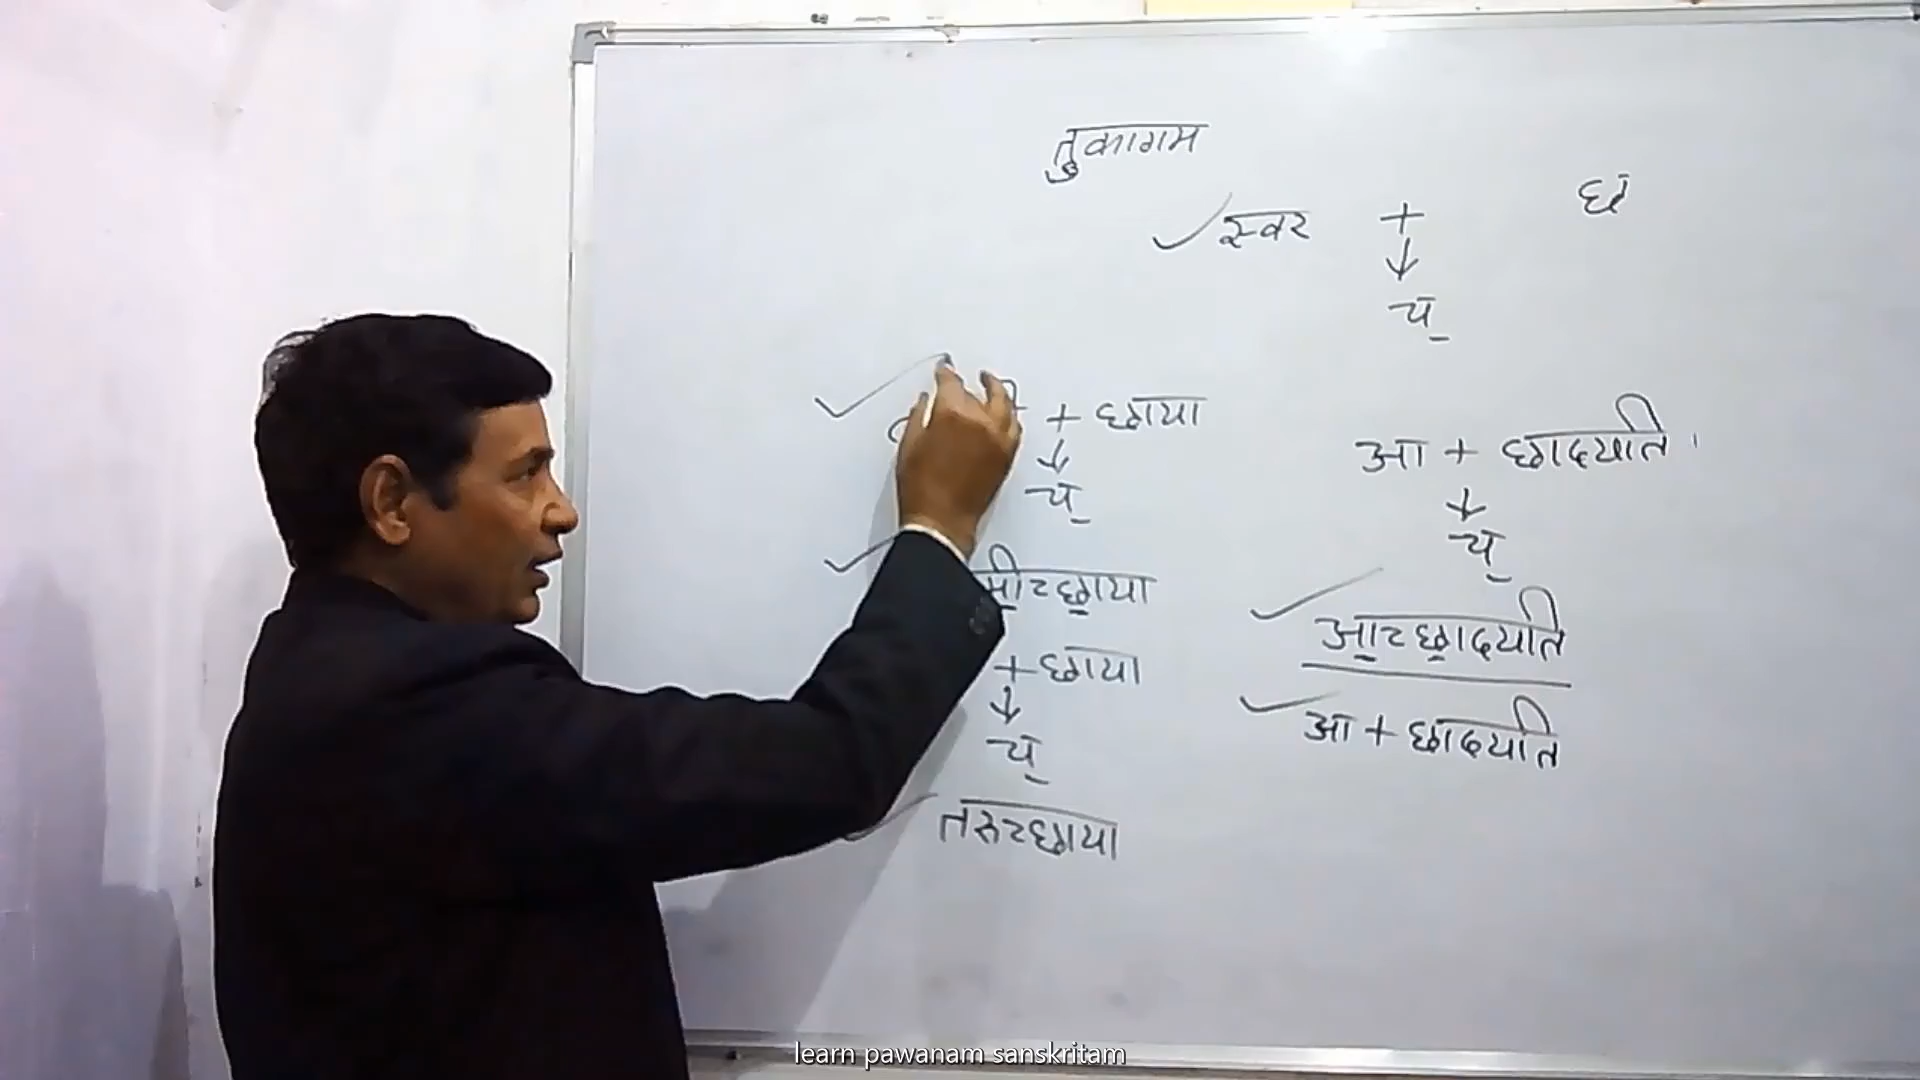 तुकागम
स्वर + छ
↓
च्
+ छाया
↓
च्
मीच्छाया
+ छाया
↓
च्
तरुच्छाया
आ + छादयति ।
↓
च्
आच्छादयति
आ + छादयति
learn pawanam sanskritam